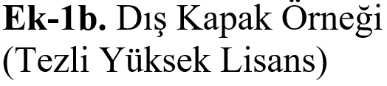 Ek-1b. Dış Kapak Örneği
(Tezli Yüksek Lisans)